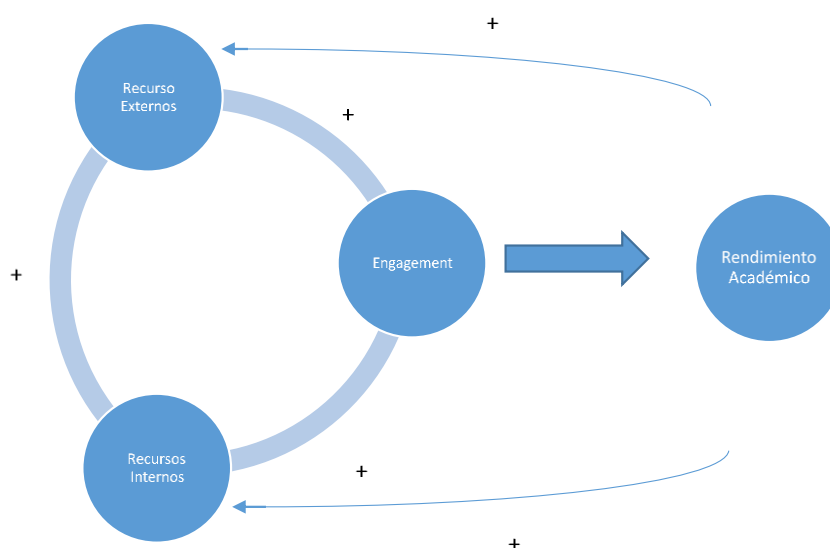 +
Recurso
Externos
+
Engagement
Rendimiento
Académico
+
Recursos
Internos
+
+